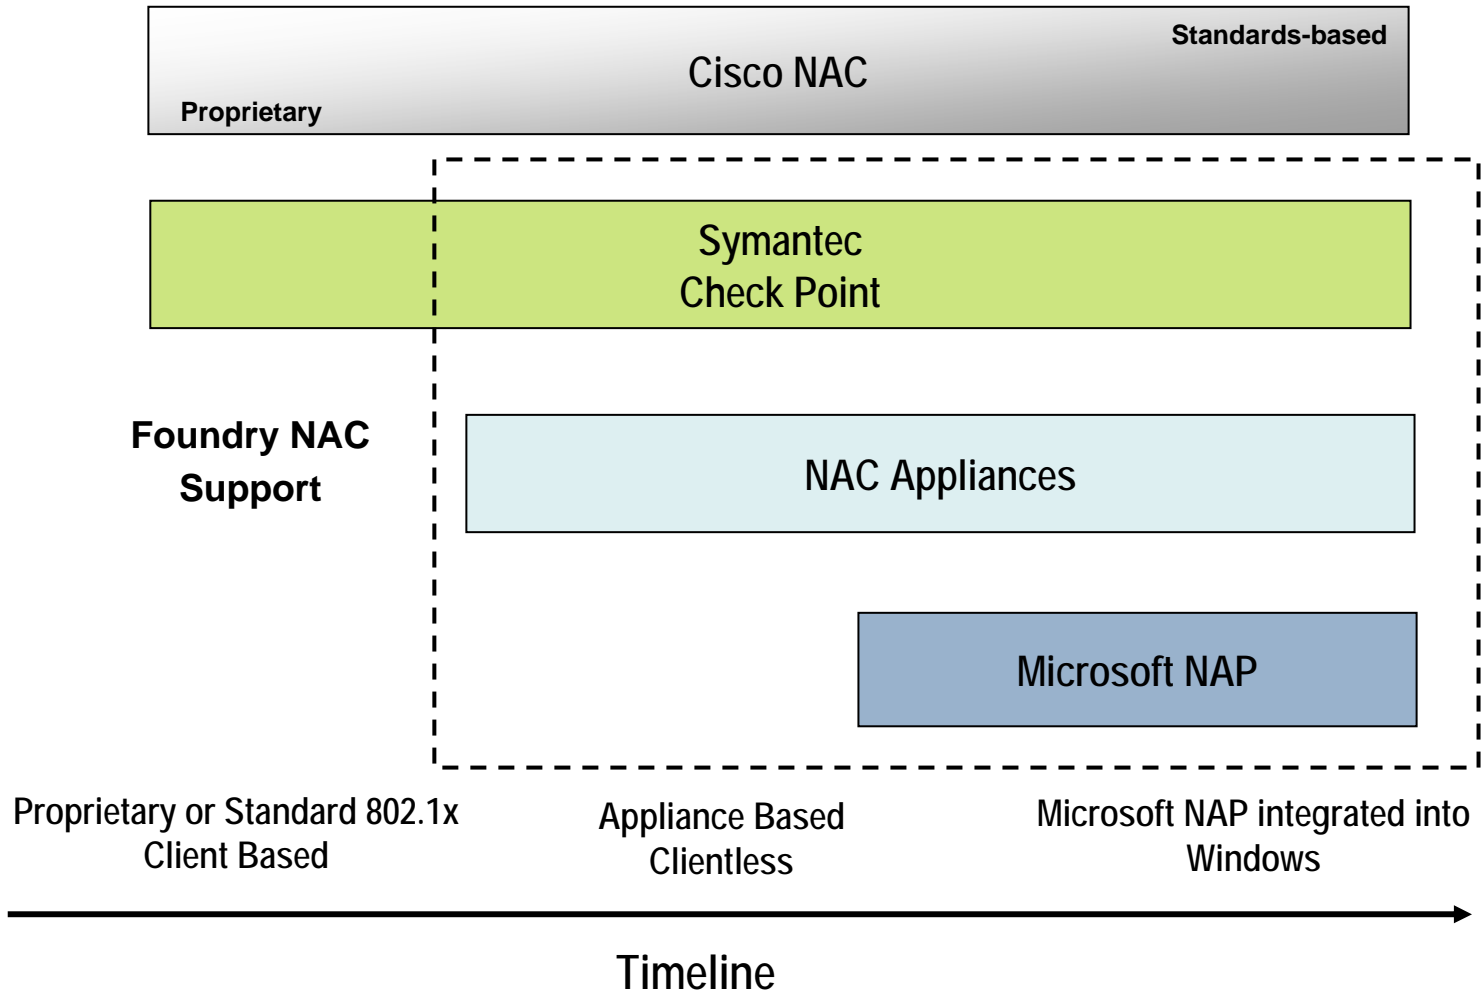 Standards-based
Cisco NAC
Proprietary
Symantec
Check Point
Foundry NAC
Support
NAC Appliances
Microsoft NAP
Proprietary or Standard 802.1x
Client Based
Appliance Based
Clientless
Microsoft NAP integrated into
Windows
Timeline